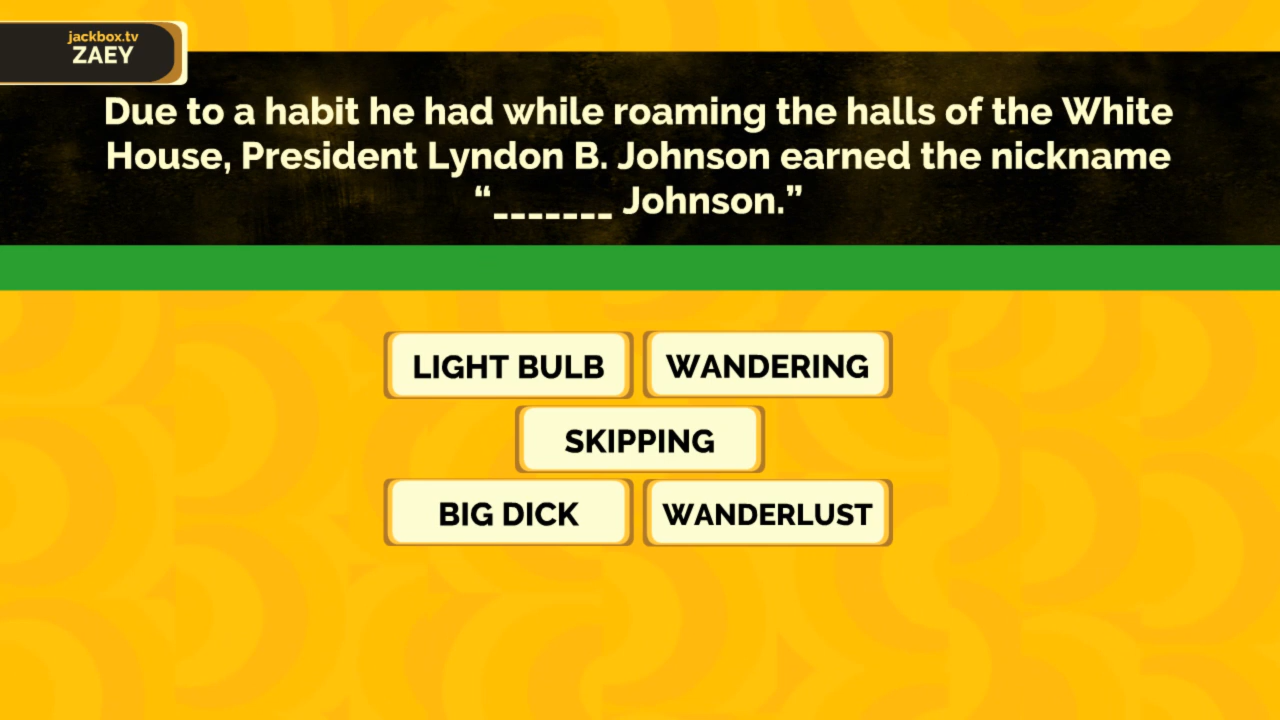 jackbox.tv
ZAEY
Due to a habit he had while roaming the halls of the White
House, President Lyndon B. Johnson earned the nickname
“_______ Johnson.”
LIGHT BULB
WANDERING
SKIPPING
BIG DICK
WANDERLUST